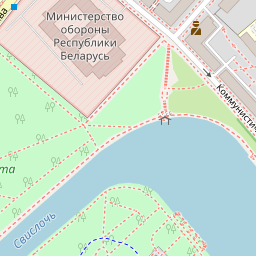 Министерство
обороны
Республики
Беларусь
Коммунистич
Свислочь